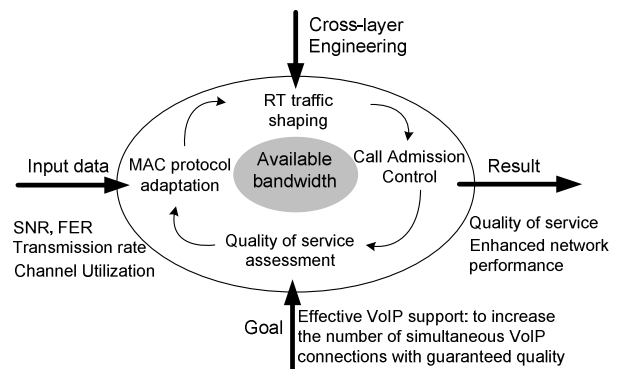 Cross-layer
Engineering
RT traffic
shaping
Input data
MAC protocol
adaptation
Available
bandwidth
Call Admission
Control
Result
SNR, FER
Transmission rate
Channel Utilization
Quality of service
assessment
Quality of service
Enhanced network
performance
Goal
Effective VoIP support: to increase
the number of simultaneous VoIP
connections with guaranteed quality